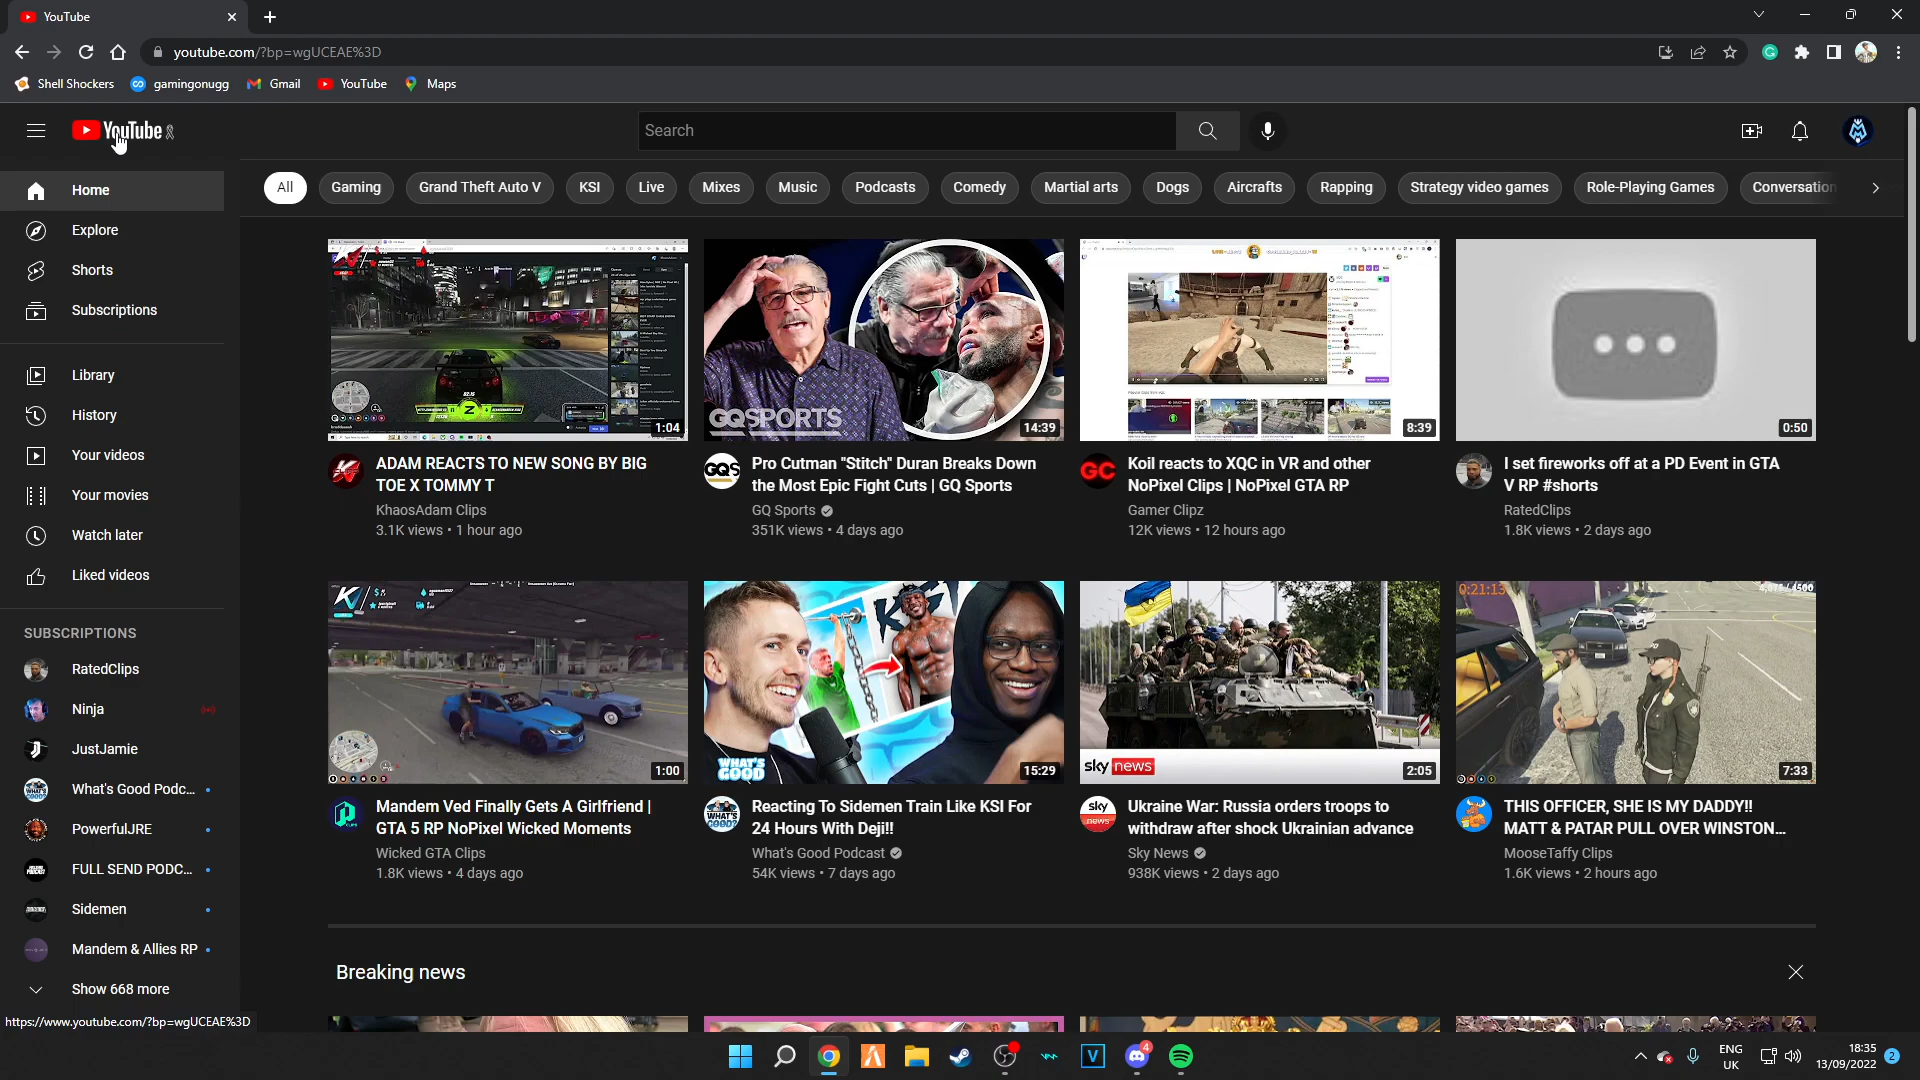 YouTube
youtube.com/?bp=wgUCEAE%3D
Shell Shockers gamingonugg Gmail YouTube Maps
YouTube
Search
All Gaming Grand Theft Auto V KSI Live Mixes Music Podcasts Comedy Martial arts Dogs Aircrafts Rapping Strategy video games Role-Playing Games Conversation
Home
Explore
Shorts
Subscriptions
Library
History
Your videos
Your movies
Watch later
Liked videos
SUBSCRIPTIONS
RatedClips
Ninja
JustJamie
What's Good Podc...
PowerfulJRE
FULL SEND PODC...
Sidemen
Mandem & Allies RP
Show 668 more
https://www.youtube.com/?bp=wgUCEAE%3D
1:04
ADAM REACTS TO NEW SONG BY BIG
TOE X TOMMY T
KhaosAdam Clips
3.1K views • 1 hour ago
GQSPORTS
14:39
GQS
Pro Cutman "Stitch" Duran Breaks Down
the Most Epic Fight Cuts | GQ Sports
GQ Sports
351K views • 4 days ago
8:39
GC
Koil reacts to XQC in VR and other
NoPixel Clips | NoPixel GTA RP
Gamer Clipz
12K views • 12 hours ago
0:50
I set fireworks off at a PD Event in GTA
V RP #shorts
RatedClips
1.8K views • 2 days ago
1:00
Mandem Ved Finally Gets A Girlfriend |
GTA 5 RP NoPixel Wicked Moments
Wicked GTA Clips
1.8K views • 4 days ago
KSI
WHAT'S
GOOD
15:29
WHAT'S
GOOD?
Reacting To Sidemen Train Like KSI For
24 Hours With Deji!!
What's Good Podcast
54K views • 7 days ago
sky news
2:05
sky
news
Ukraine War: Russia orders troops to
withdraw after shock Ukrainian advance
Sky News
938K views • 2 days ago
0:21:13
7:33
THIS OFFICER, SHE IS MY DADDY!!
MATT & PATAR PULL OVER WINSTON...
MooseTaffy Clips
1.6K views • 2 hours ago
Breaking news
V
4
ENG
UK
18:35
13/09/2022
2